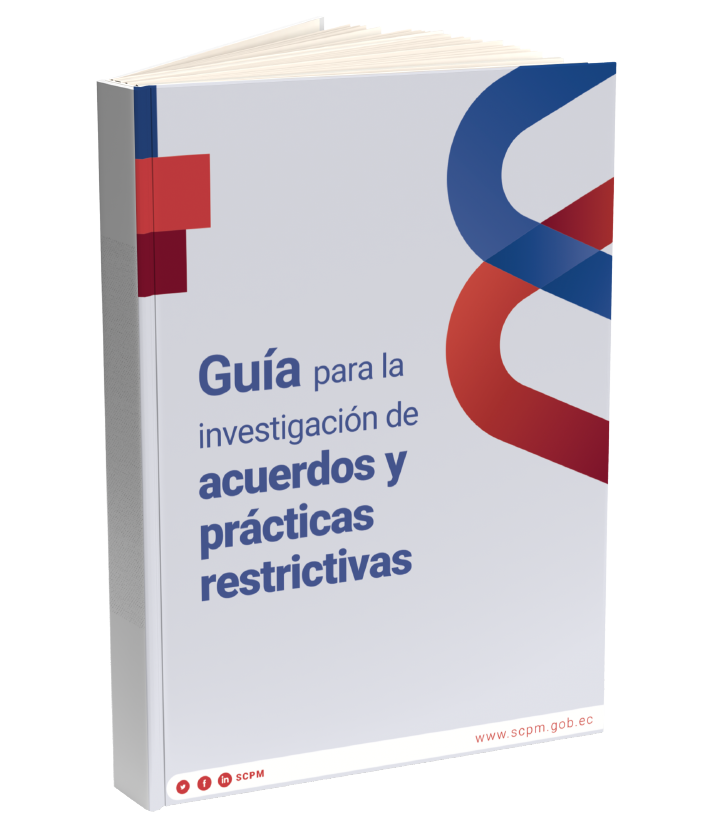 Guía para la
investigación de
acuerdos y
prácticas
restrictivas
www.scpm.gob.ec
SCPM